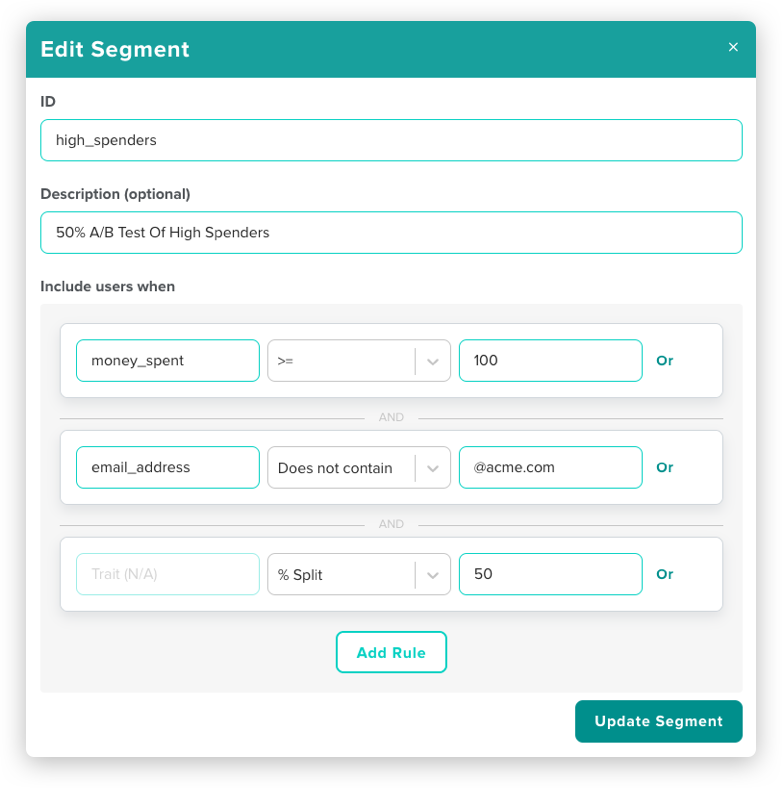 Edit Segment ×
ID
high_spenders
Description (optional)
50% A/B Test Of High Spenders
Include users when
money_spent >= 100 Or
AND
email_address Does not contain @acme.com Or
AND
Trait (N/A) % Split 50 Or
Add Rule
Update Segment